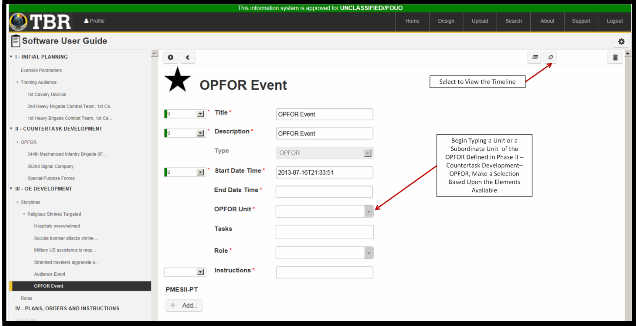 This information system is approved for UNCLASSIFIED//FOUO
TBR
Profile
Home Design Upload Search About Support Logout
Software User Guide
I - INITIAL PLANNING
Exercise Parameters
Training Audience
1st Cavalry Division
2nd Heavy Brigade Combat Team, 1st Ca...
1st Heavy Brigade Combat Team, 1st Ca...
II - COUNTERTASK DEVELOPMENT
OPFOR
344th Mechanized Infantry Brigade
302nd Signal Company
Special-Purpose Forces
III - OE DEVELOPMENT
Storylines
Religious Shrines Targeted
Hospitals overwhelmed
Suicide bomber attacks shrine...
Military US assistance is requ...
Stranded travelers aggravate s...
Audience Event
OPFOR Event
Roles
IV - PLANS, ORDERS AND INSTRUCTIONS
OPFOR Event
Select to View the Timeline
U Title * OPFOR Event
U Description * OPFOR Event
Type OPFOR
U Start Date Time * 2013-07-16T21:33:51
End Date Time *
OPFOR Unit *
Tasks
Role *
Instructions *
PMESII-PT
+ Add...
Begin Typing a Unit or a
Subordinate Unit of the
OPFOR Defined in Phase II –
Countertask Development–
OPFOR, Make a Selection
Based Upon the Elements
Available